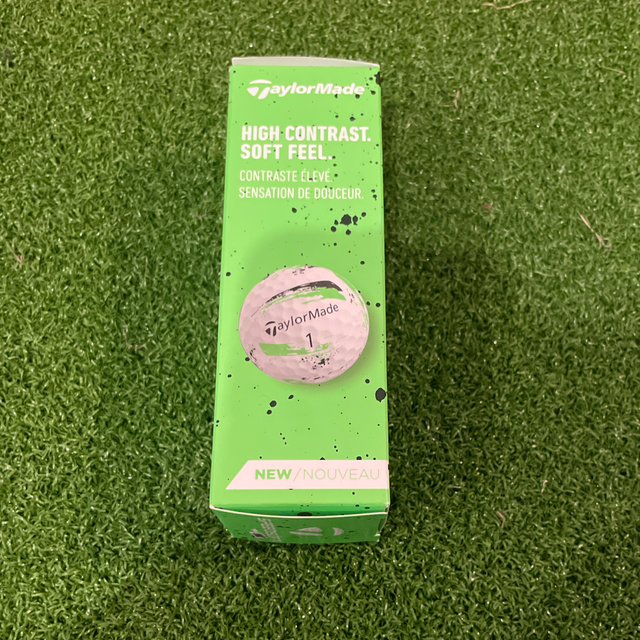 TaylorMade
HIGH CONTRAST.
SOFT FEEL.
CONTRASTE ÉLEVÉ.
SENSATION DE DOUCEUR.
TaylorMade
1
NEW/NOUVEAU